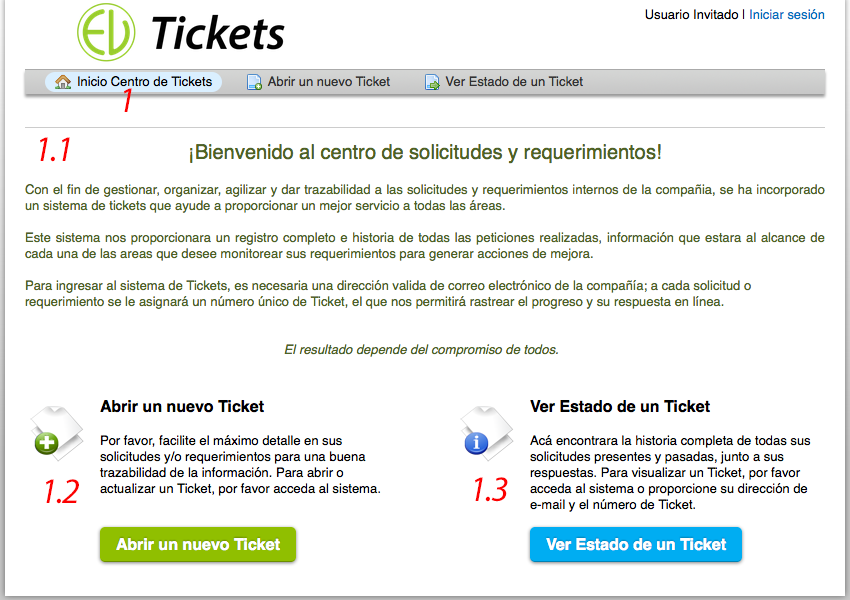 EV Tickets
Usuario Invitado | Iniciar sesión
Inicio Centro de Tickets
Abrir un nuevo Ticket
Ver Estado de un Ticket
1
1.1
¡Bienvenido al centro de solicitudes y requerimientos!
Con el fin de gestionar, organizar, agilizar y dar trazabilidad a las solicitudes y requerimientos internos de la compañia, se ha incorporado
un sistema de tickets que ayude a proporcionar un mejor servicio a todas las áreas.
Este sistema nos proporcionara un registro completo e historia de todas las peticiones realizadas, información que estara al alcance de
cada una de las areas que desee monitorear sus requerimientos para generar acciones de mejora.
Para ingresar al sistema de Tickets, es necesaria una dirección valida de correo electrónico de la compañía; a cada solicitud o
requerimiento se le asignará un número único de Ticket, el que nos permitirá rastrear el progreso y su respuesta en línea.
El resultado depende del compromiso de todos.
Abrir un nuevo Ticket
Por favor, facilite el máximo detalle en sus
solicitudes y/o requerimientos para una buena
trazabilidad de la información. Para abrir o
actualizar un Ticket, por favor acceda al sistema.
1.2
Abrir un nuevo Ticket
Ver Estado de un Ticket
Acá encontrara la historia completa de todas sus
solicitudes presentes y pasadas, junto a sus
respuestas. Para visualizar un Ticket, por favor
acceda al sistema o proporcione su dirección de
e-mail y el número de Ticket.
1.3
Ver Estado de un Ticket